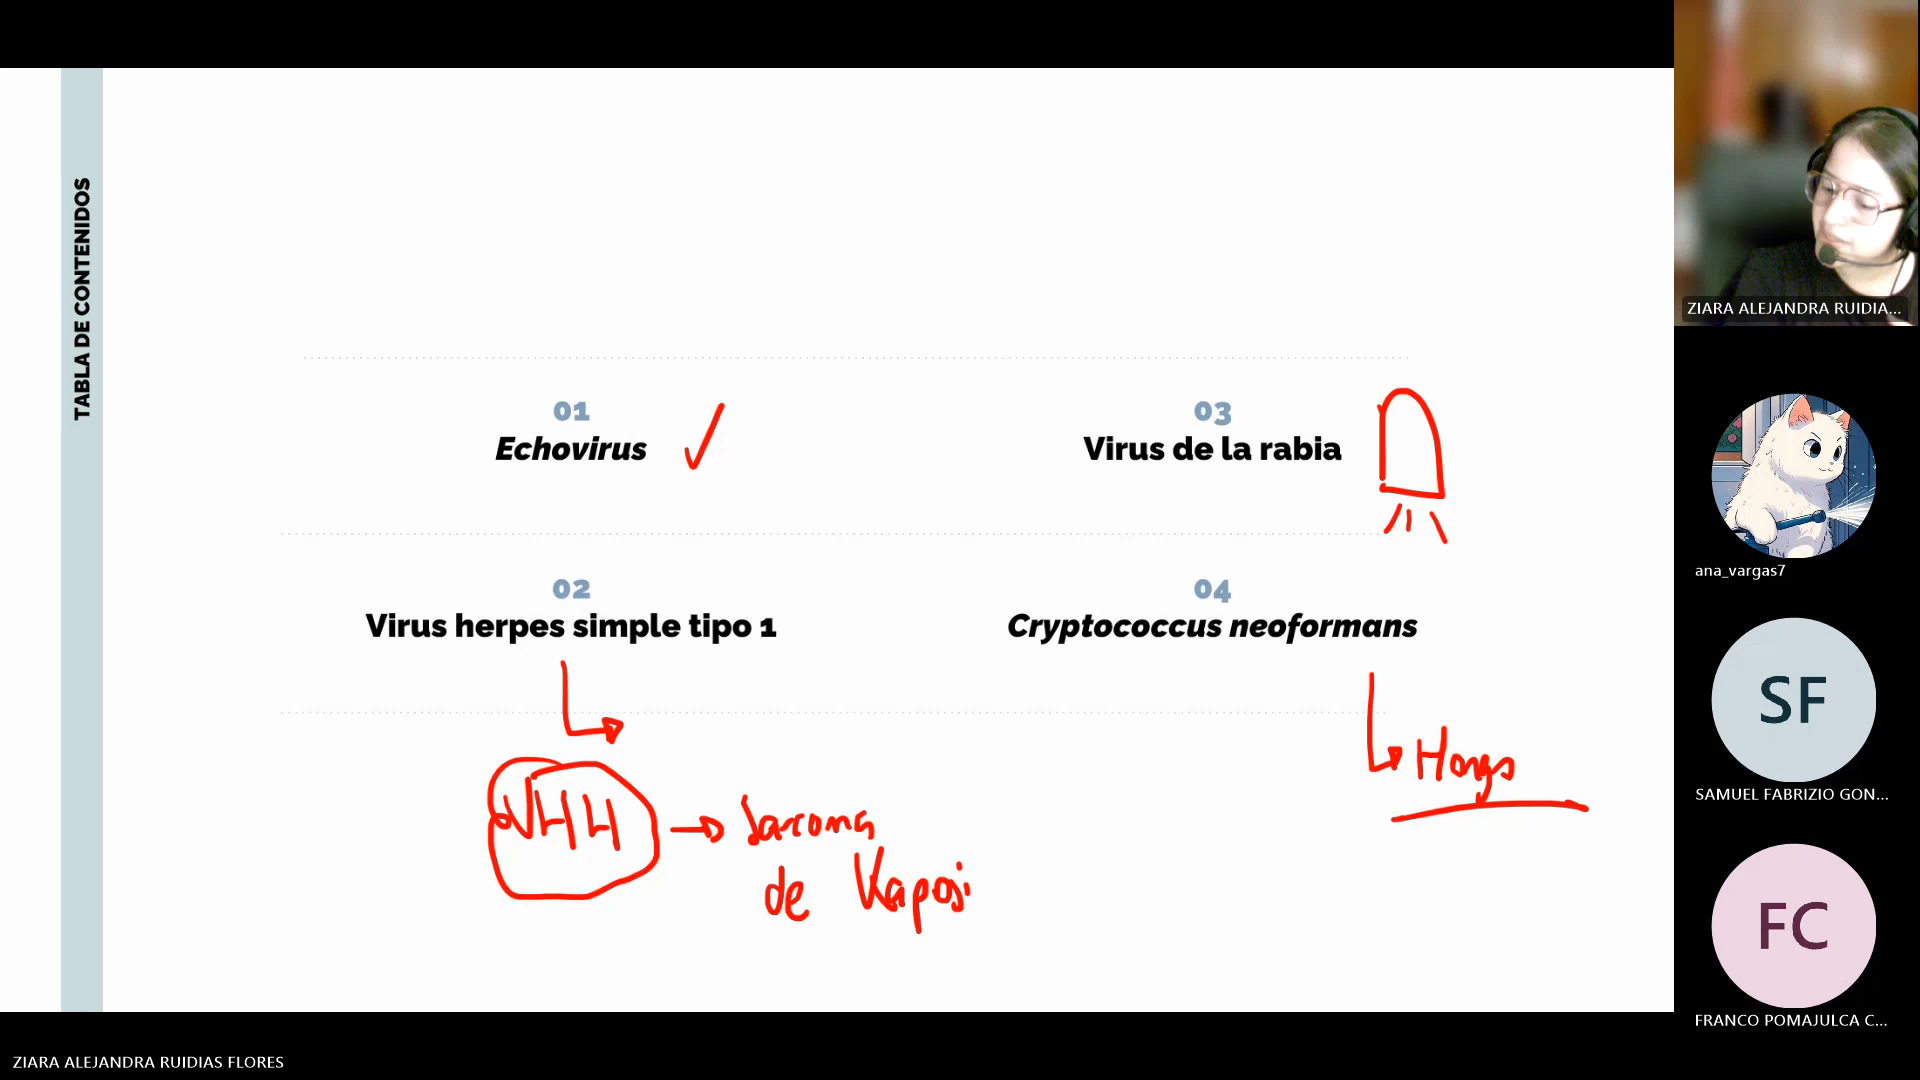 TABLA DE CONTENIDOS
01
Echovirus
03
Virus de la rabia
02
Virus herpes simple tipo 1
04
Cryptococcus neoformans
Hongo
VHH
Sarcoma
de Kaposi
ZIARA ALEJANDRA RUIDIA...
ana_vargas7
SF
SAMUEL FABRIZIO GON...
FC
FRANCO POMAJULCA C...
ZIARA ALEJANDRA RUIDIAS FLORES